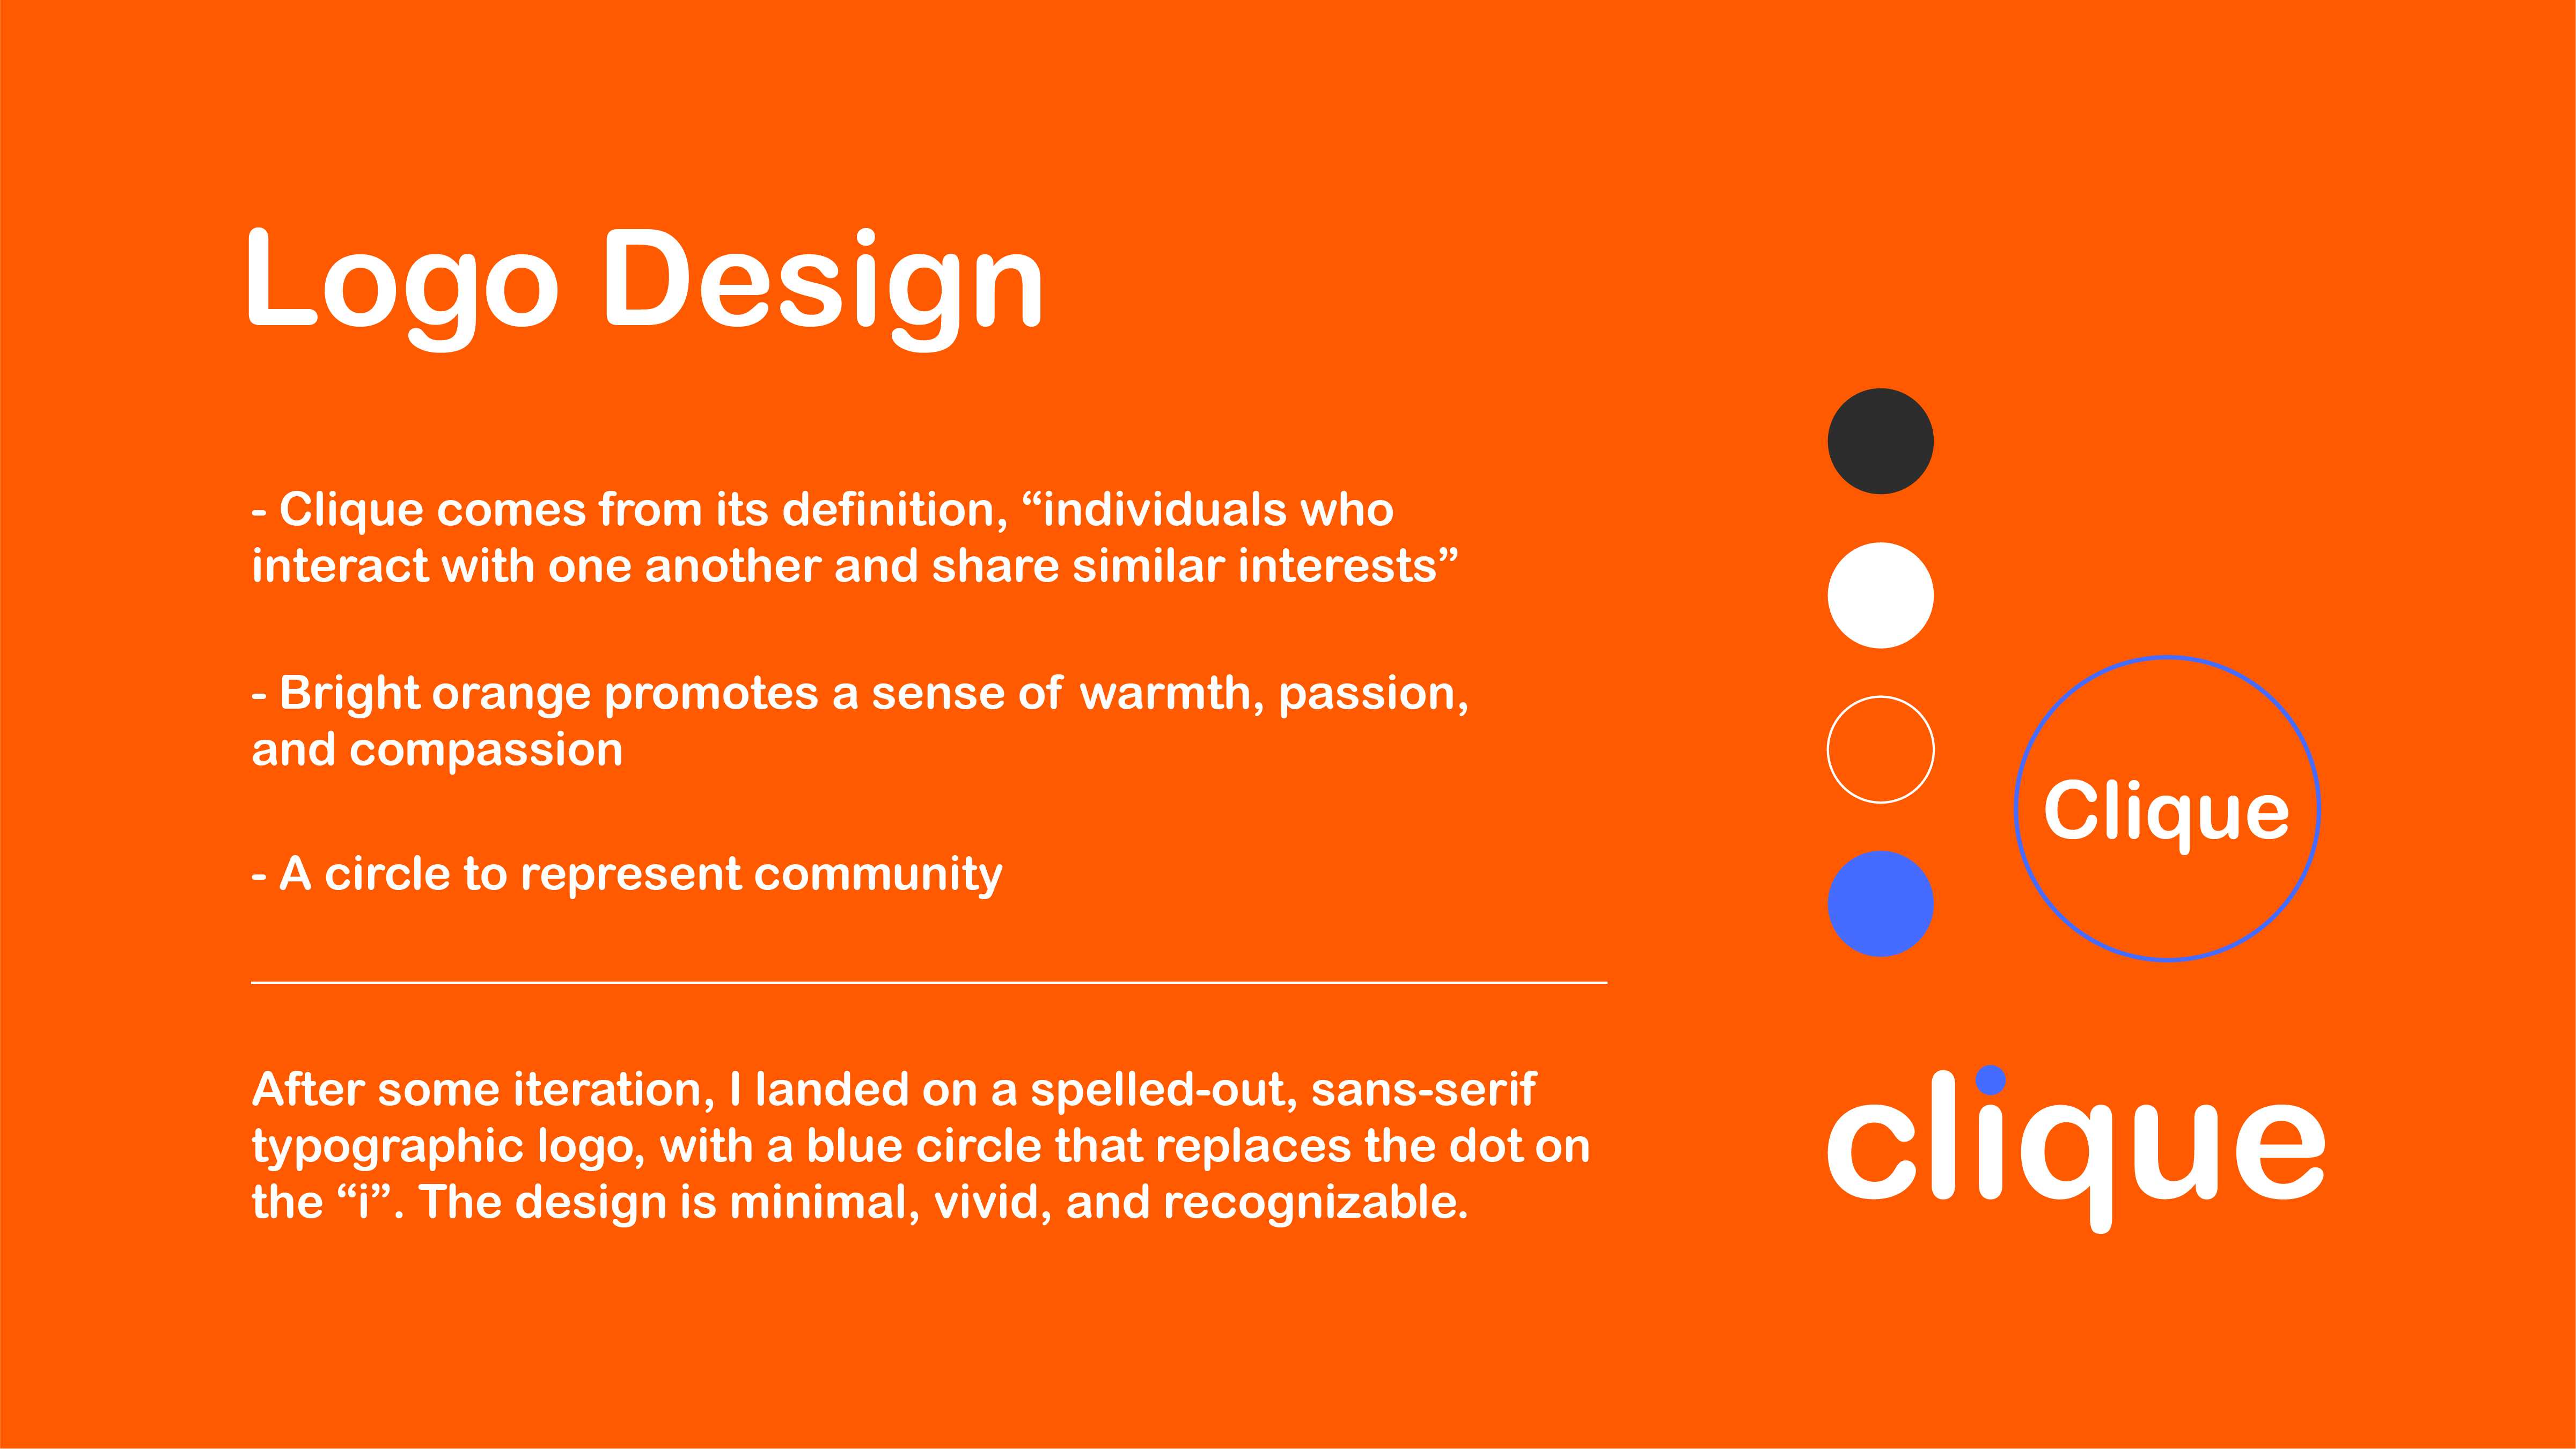 Logo Design
- Clique comes from its definition, “individuals who
interact with one another and share similar interests”
- Bright orange promotes a sense of warmth, passion,
and compassion
- A circle to represent community
After some iteration, I landed on a spelled-out, sans-serif
typographic logo, with a blue circle that replaces the dot on
the “i”. The design is minimal, vivid, and recognizable.
Clique
clique